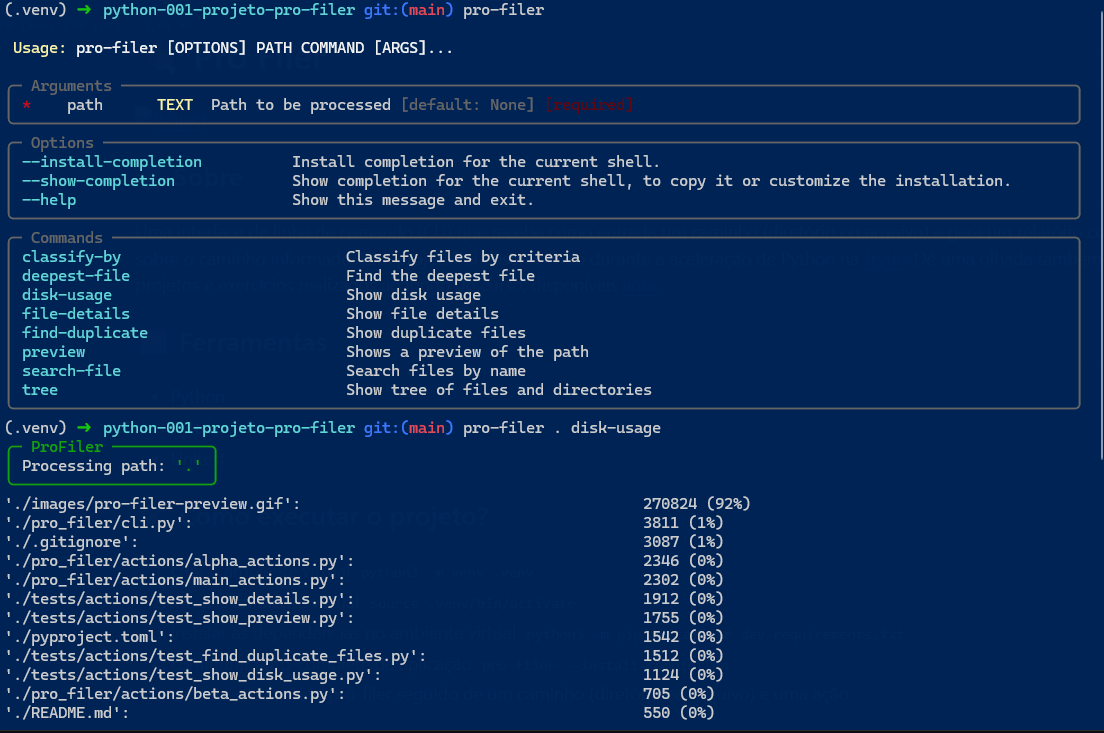 (.venv) → python-001-projeto-pro-filer git:(main) pro-filer
Usage: pro-filer [OPTIONS] PATH COMMAND [ARGS]...
Arguments
* path TEXT Path to be processed [default: None] [required]
Options
--install-completion Install completion for the current shell.
--show-completion Show completion for the current shell, to copy it or customize the installation.
--help Show this message and exit.
Commands
classify-by Classify files by criteria
deepest-file Find the deepest file
disk-usage Show disk usage
file-details Show file details
find-duplicate Show duplicate files
preview Shows a preview of the path
search-file Search files by name
tree Show tree of files and directories
(.venv) → python-001-projeto-pro-filer git:(main) pro-filer . disk-usage
ProFiler
Processing path: '.'
'./images/pro-filer-preview.gif': 270824 (92%)
'./pro_filer/cli.py': 3811 (1%)
'./.gitignore': 3087 (1%)
'./pro_filer/actions/alpha_actions.py': 2346 (0%)
'./pro_filer/actions/main_actions.py': 2302 (0%)
'./tests/actions/test_show_details.py': 1912 (0%)
'./tests/actions/test_show_preview.py': 1755 (0%)
'./pyproject.toml': 1542 (0%)
'./tests/actions/test_find_duplicate_files.py': 1512 (0%)
'./tests/actions/test_show_disk_usage.py': 1124 (0%)
'./pro_filer/actions/beta_actions.py': 705 (0%)
'./README.md': 550 (0%)